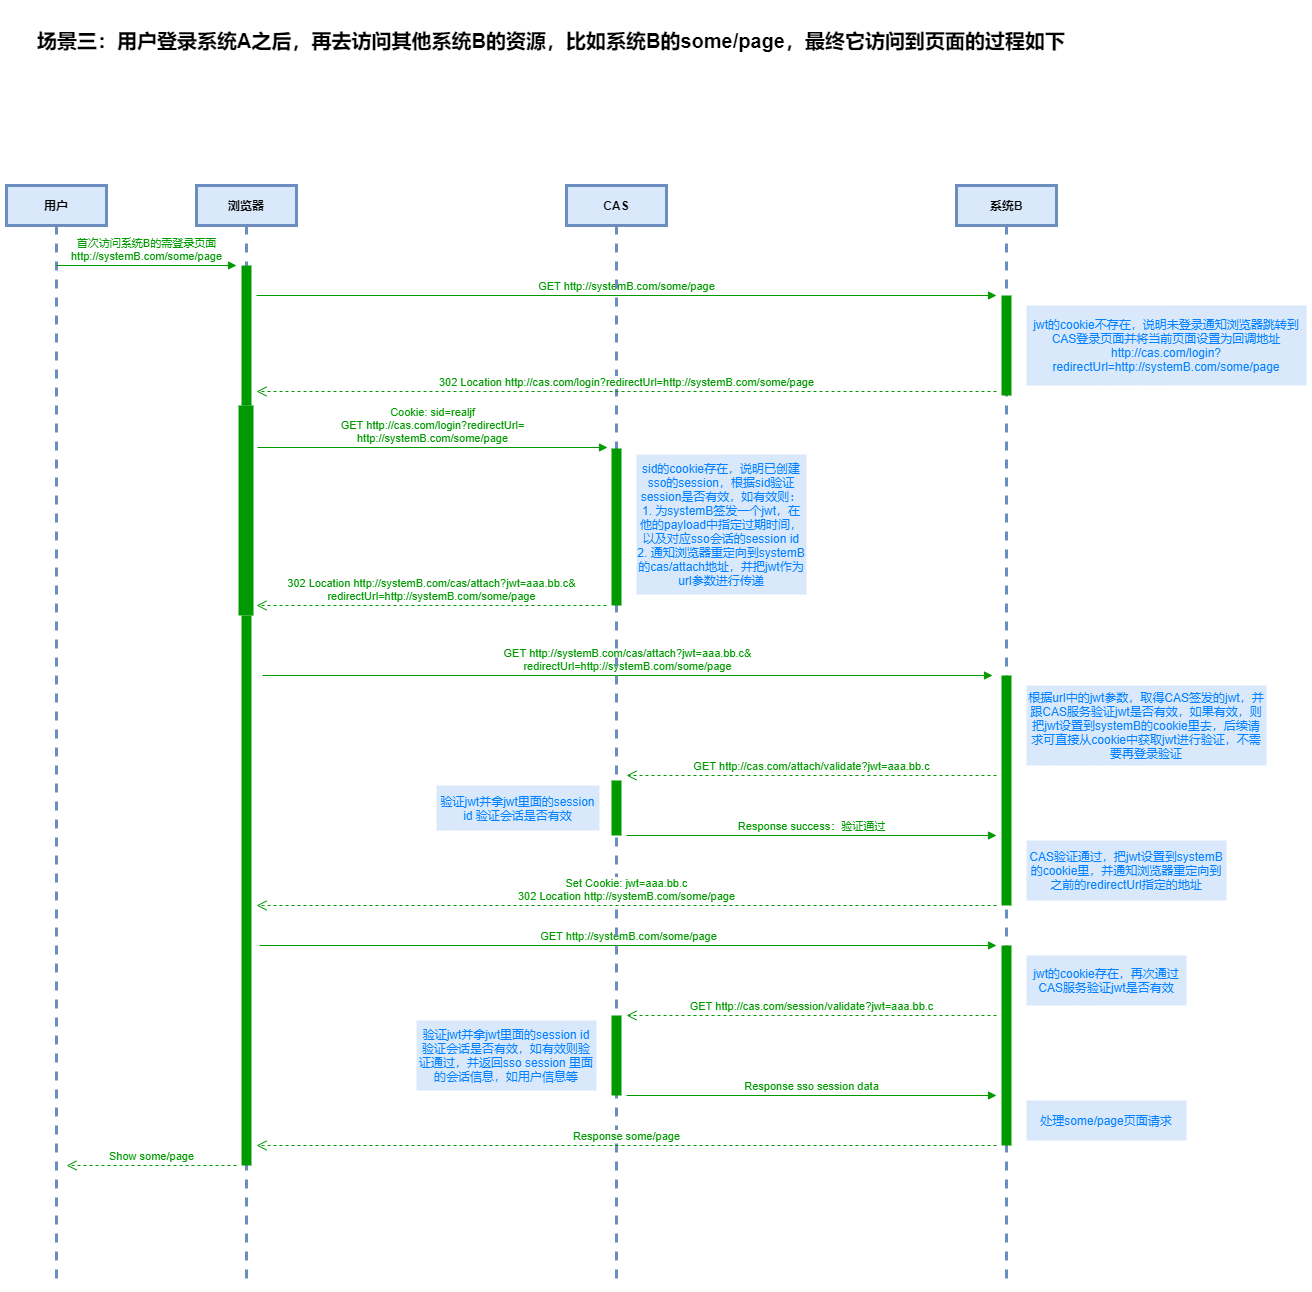 场景三：用户登录系统A之后，再去访问其他系统B的资源，比如系统B的some/page，最终它访问到页面的过程如下
用户
浏览器
CAS
系统B
首次访问系统B的需登录页面
http://systemB.com/some/page
GET http://systemB.com/some/page
jwt的cookie不存在，说明未登录通知浏览器跳转到
CAS登录页面并将当前页面设置为回调地址
http://cas.com/login?
redirectUrl=http://systemB.com/some/page
302 Location http://cas.com/login?redirectUrl=http://systemB.com/some/page
Cookie: sid=realjf
GET http://cas.com/login?redirectUrl=
http://systemB.com/some/page
sid的cookie存在，说明已创建
sso的session，根据sid验证
session是否有效，如有效则：
1. 为systemB签发一个jwt，在
他的payload中指定过期时间，
以及对应sso会话的session id
2. 通知浏览器重定向到systemB
的cas/attach地址，并把jwt作为
url参数进行传递
302 Location http://systemB.com/cas/attach?jwt=aaa.bb.c&
redirectUrl=http://systemB.com/some/page
GET http://systemB.com/cas/attach?jwt=aaa.bb.c&
redirectUrl=http://systemB.com/some/page
根据url中的jwt参数，取得CAS签发的jwt，并
跟CAS服务验证jwt是否有效，如果有效，则
把jwt设置到systemB的cookie里去，后续请
求可直接从cookie中获取jwt进行验证，不需
要再登录验证
GET http://cas.com/attach/validate?jwt=aaa.bb.c
验证jwt并拿jwt里面的session
id 验证会话是否有效
Response success：验证通过
CAS验证通过，把jwt设置到systemB
的cookie里，并通知浏览器重定向到
之前的redirectUrl指定的地址
Set Cookie: jwt=aaa.bb.c
302 Location http://systemB.com/some/page
GET http://systemB.com/some/page
jwt的cookie存在，再次通过
CAS服务验证jwt是否有效
GET http://cas.com/session/validate?jwt=aaa.bb.c
验证jwt并拿jwt里面的session id
验证会话是否有效，如有效则验
证通过，并返回sso session 里面
的会话信息，如用户信息等
Response sso session data
处理some/page页面请求
Response some/page
Show some/page